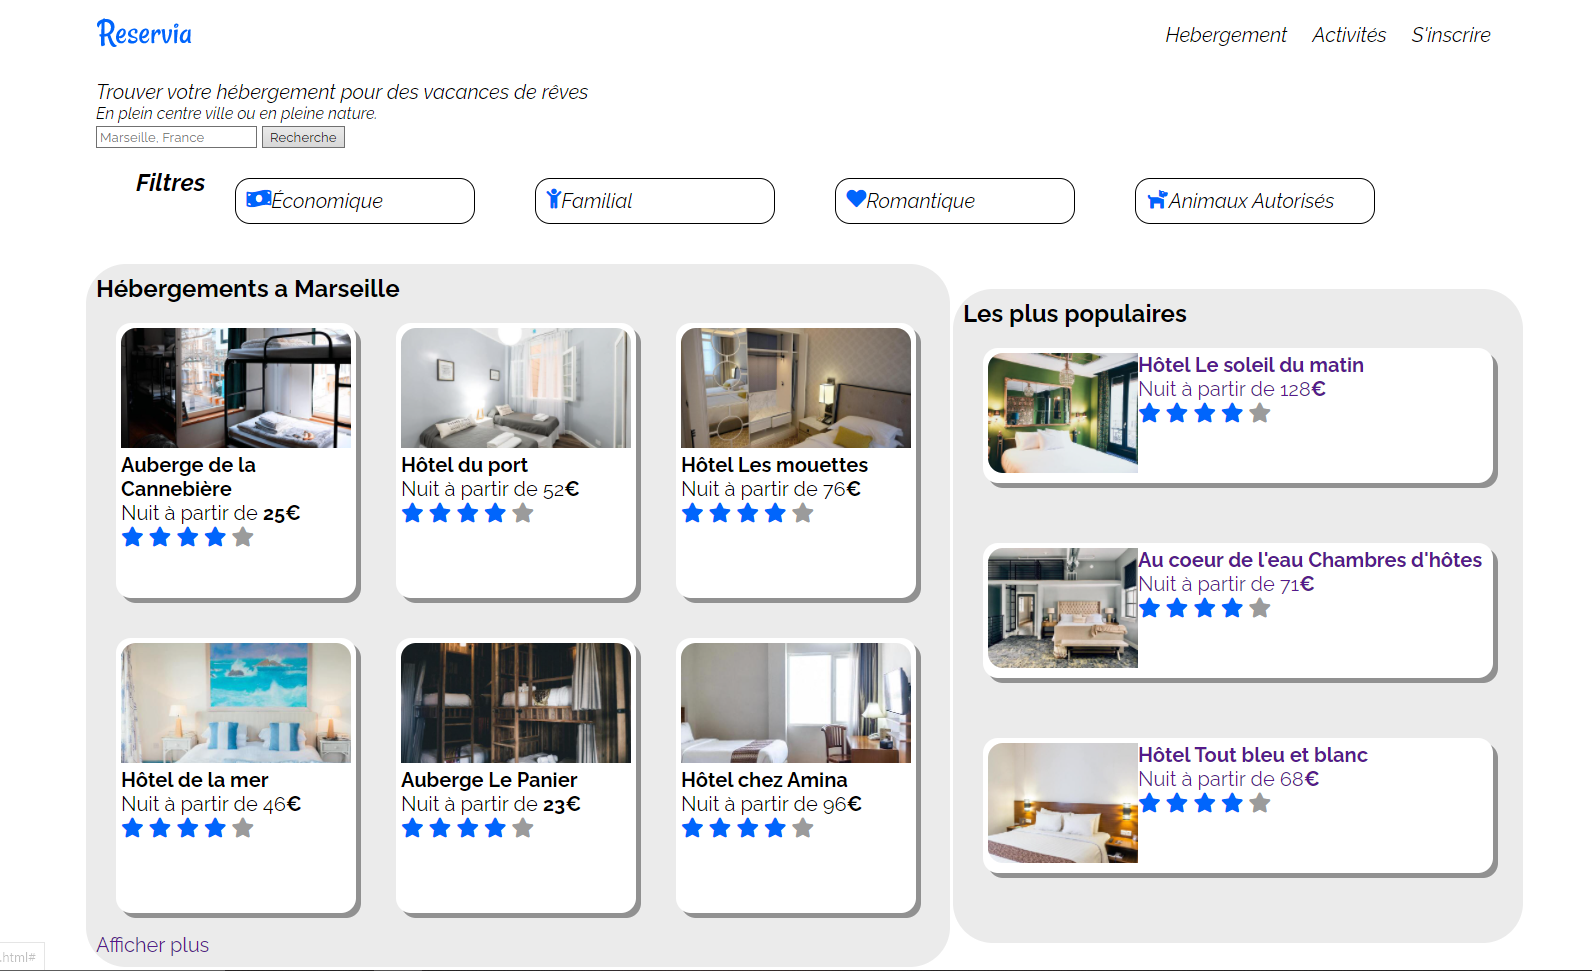 Reservia
Hebergement Activités S'inscrire
Trouver votre hébergement pour des vacances de rêves
En plein centre ville ou en pleine nature.
Marseille, France Recherche
Filtres
Économique
Familial
Romantique
Animaux Autorisés
Hébergements a Marseille
Auberge de la
Cannebière
Nuit à partir de 25€
Hôtel du port
Nuit à partir de 52€
Hôtel Les mouettes
Nuit à partir de 76€
Hôtel de la mer
Nuit à partir de 46€
Auberge Le Panier
Nuit à partir de 23€
Hôtel chez Amina
Nuit à partir de 96€
Afficher plus
Les plus populaires
Hôtel Le soleil du matin
Nuit à partir de 128€
Au coeur de l'eau Chambres d'hôtes
Nuit à partir de 71€
Hôtel Tout bleu et blanc
Nuit à partir de 68€
.html#